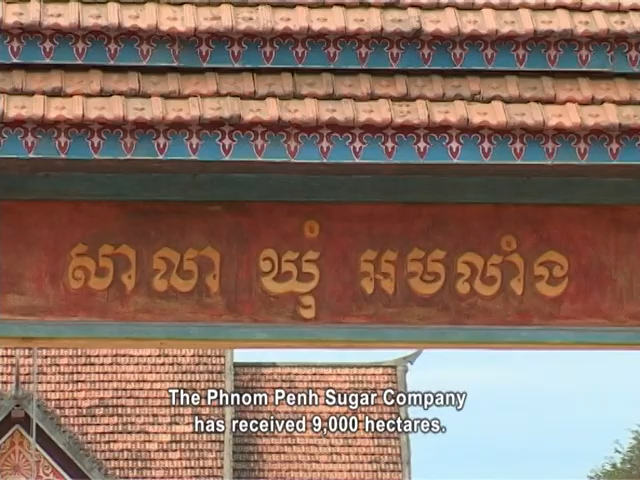 សាលា ឃុំ អមលាំង
The Phnom Penh Sugar Company
has received 9,000 hectares.